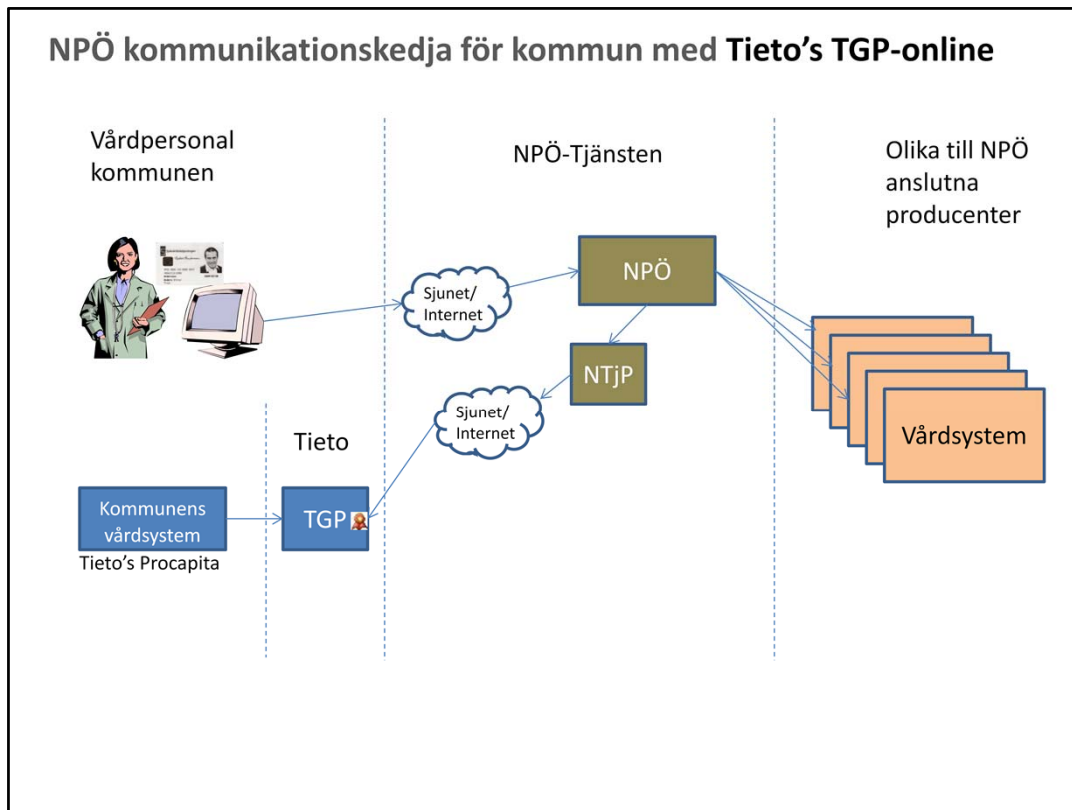 NPÖ kommunikationskedja för kommun med Tieto's TGP-online
Vårdpersonal
kommunen
NPÖ-Tjänsten
Olika till NPÖ
anslutna
producenter
Sjunet/
Internet
NPÖ
NTjP
Sjunet/
Internet
Vårdsystem
Tieto
Kommunens
vårdsystem
TGP
Tieto's Procapita